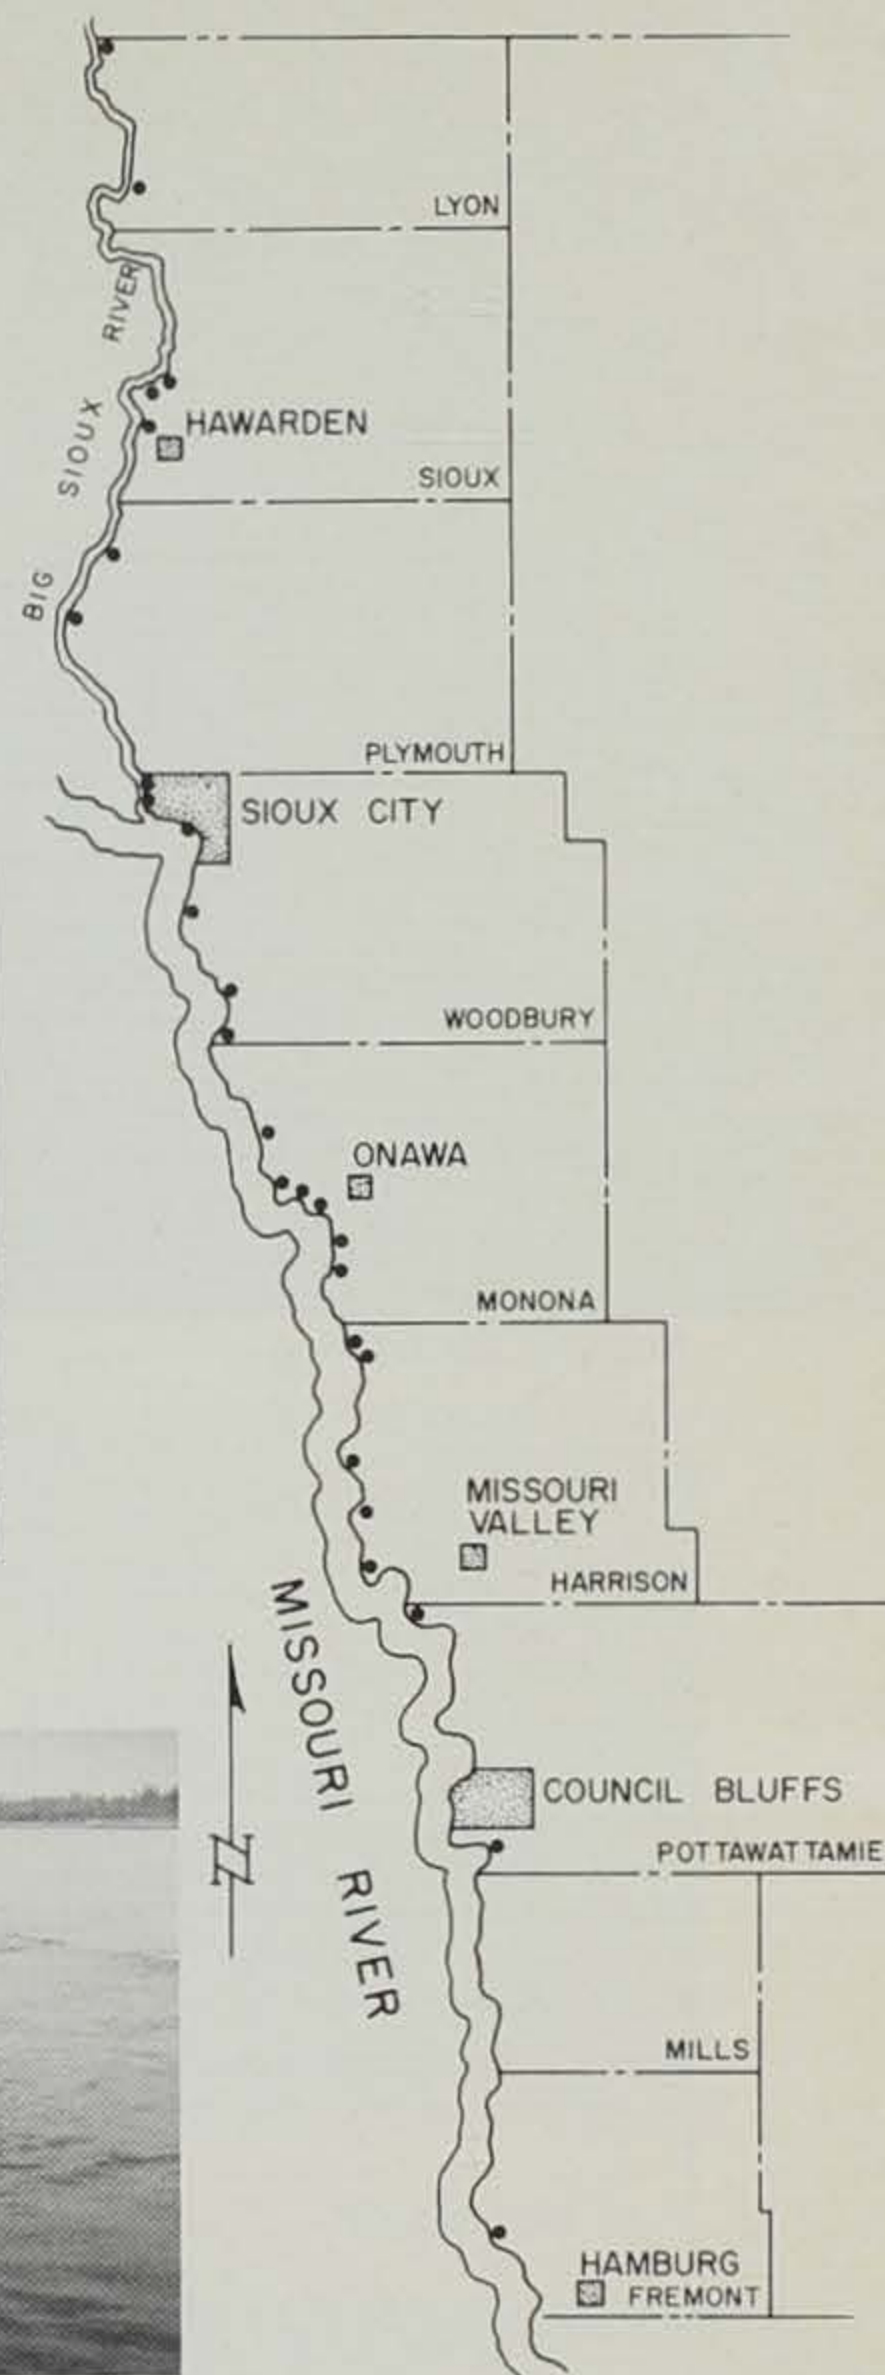 LYON
BIG SIOUX RIVER
HAWARDEN
SIOUX
PLYMOUTH
SIOUX CITY
WOODBURY
ONAWA
MONONA
MISSOURI
VALLEY
HARRISON
MISSOURI RIVER
COUNCIL BLUFFS
POTTAWATTAMIE
MILLS
HAMBURG
FREMONT
N